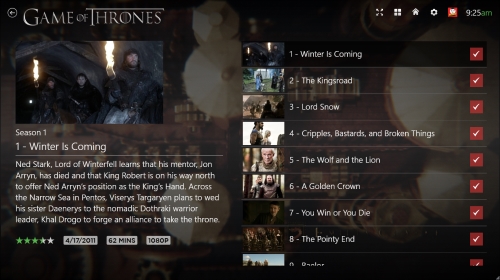 GAME OF THRONES
9:25am
Season 1
1 - Winter Is Coming
Ned Stark, Lord of Winterfell learns that his mentor, Jon
Arryn, has died and that King Robert is on his way north
to offer Ned Arryn's position as the King's Hand. Across
the Narrow Sea in Pentos, Viserys Targaryen plans to wed
his sister Daenerys to the nomadic Dothraki warrior
leader, Khal Drogo to forge an alliance to take the throne.
4/17/2011 62 MINS 1080P
1 - Winter Is Coming
2 - The Kingsroad
3 - Lord Snow
4 - Cripples, Bastards, and Broken Things
5 - The Wolf and the Lion
6 - A Golden Crown
7 - You Win or You Die
8 - The Pointy End
9 - Baelor